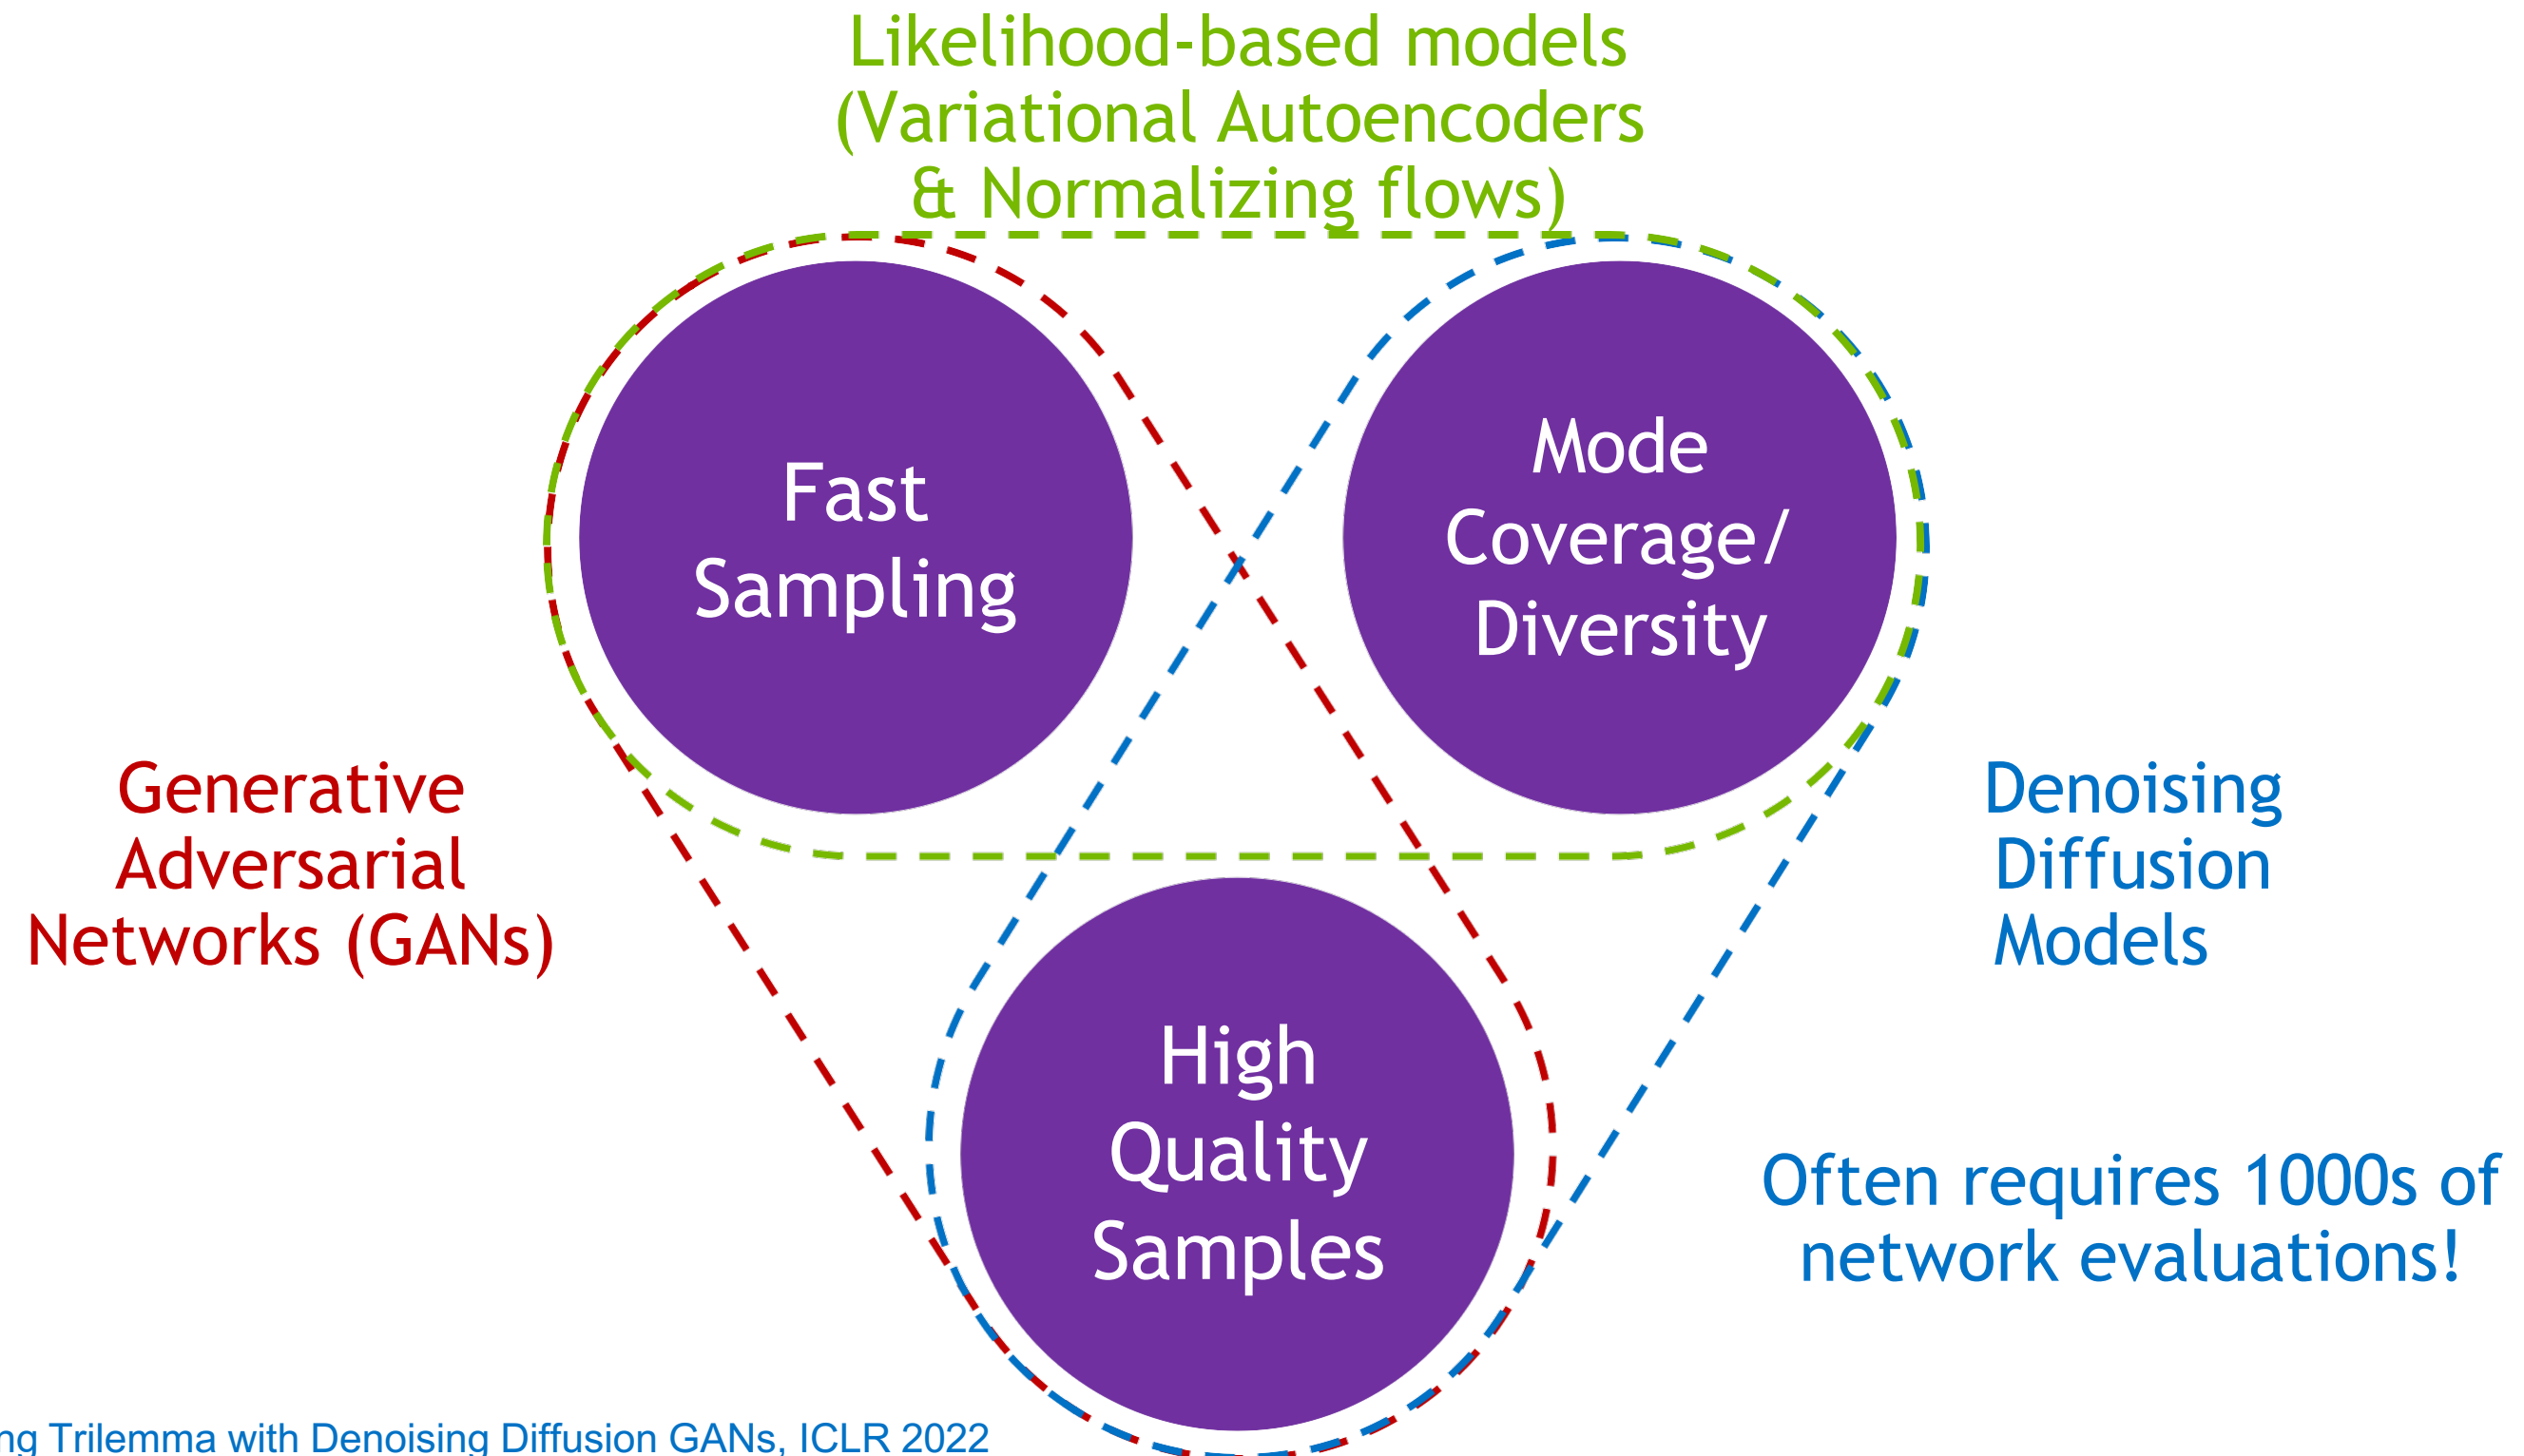 Likelihood-based models
(Variational Autoencoders
& Normalizing flows)
Fast
Sampling
Mode
Coverage/
Diversity
Generative
Adversarial
Networks (GANs)
Denoising
Diffusion
Models
High
Quality
Samples
Often requires 1000s of
network evaluations!
ng Trilemma with Denoising Diffusion GANs, ICLR 2022